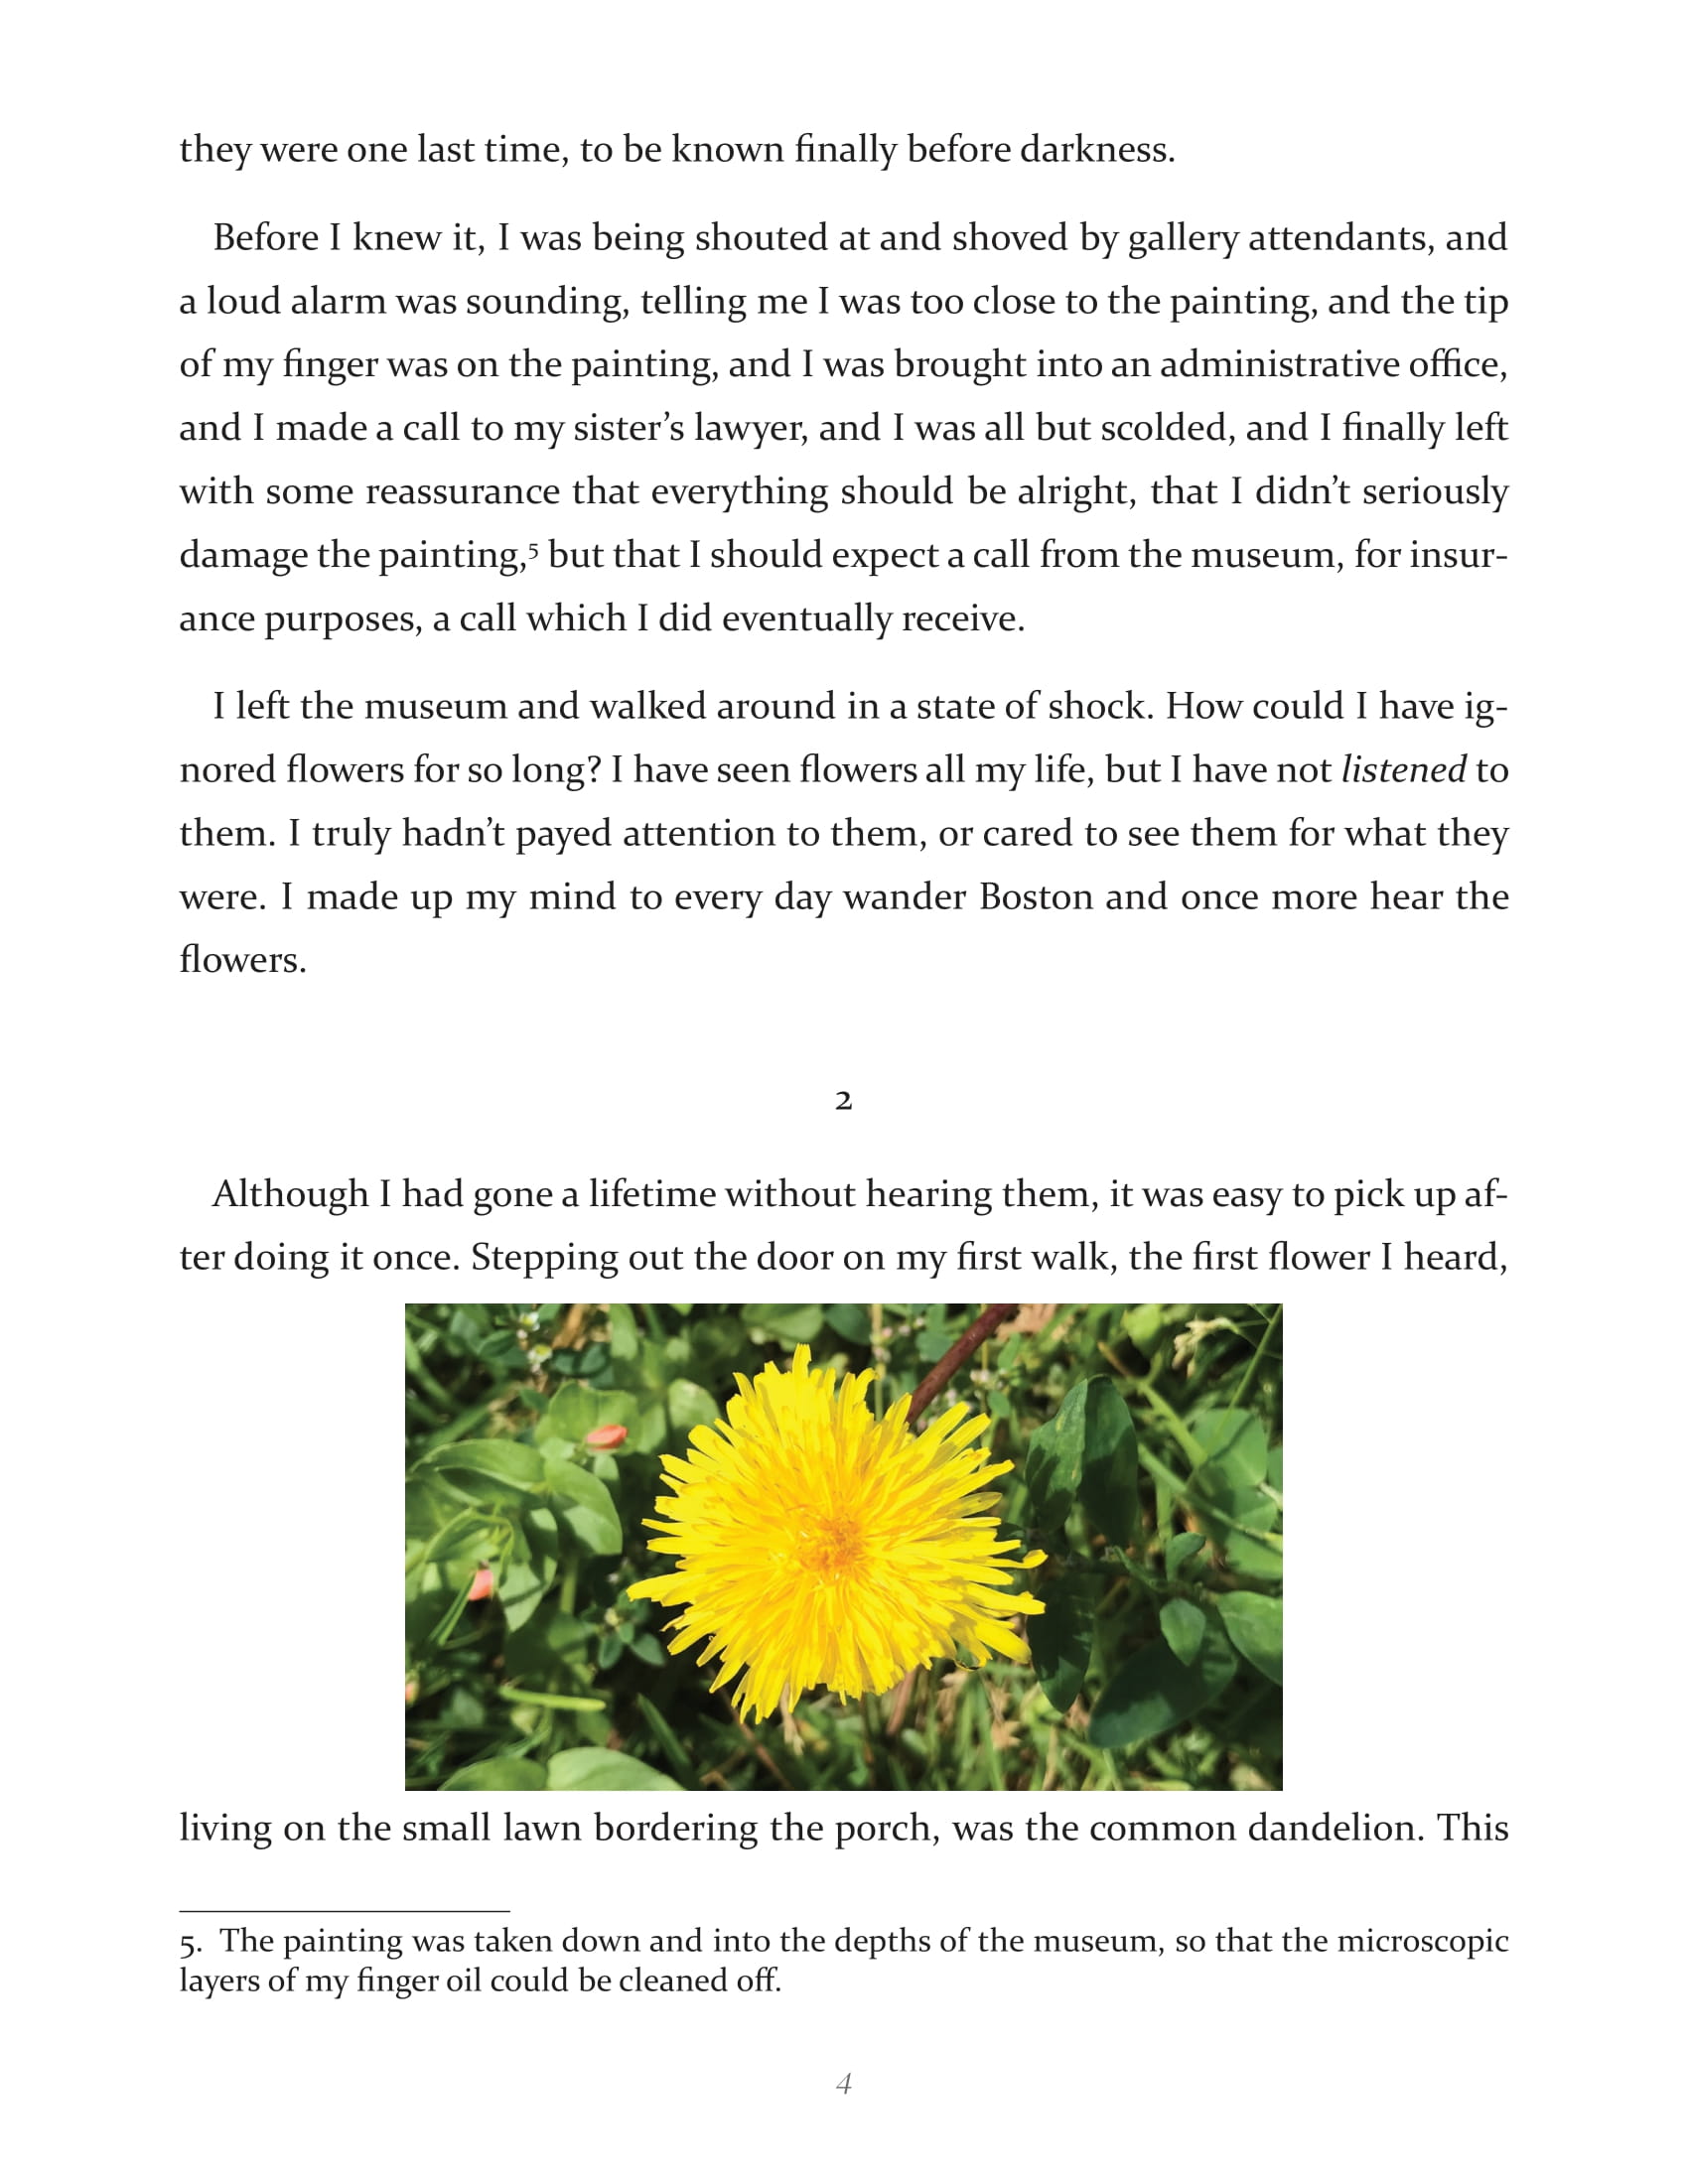 they were one last time, to be known finally before darkness.
Before I knew it, I was being shouted at and shoved by gallery attendants, and
a loud alarm was sounding, telling me I was too close to the painting, and the tip
of my finger was on the painting, and I was brought into an administrative office,
and I made a call to my sister’s lawyer, and I was all but scolded, and I finally left
with some reassurance that everything should be alright, that I didn’t seriously
damage the painting,5 but that I should expect a call from the museum, for insur-
ance purposes, a call which I did eventually receive.
I left the museum and walked around in a state of shock. How could I have ig-
nored flowers for so long? I have seen flowers all my life, but I have not listened to
them. I truly hadn’t payed attention to them, or cared to see them for what they
were. I made up my mind to every day wander Boston and once more hear the
flowers.
2
Although I had gone a lifetime without hearing them, it was easy to pick up af-
ter doing it once. Stepping out the door on my first walk, the first flower I heard,
living on the small lawn bordering the porch, was the common dandelion. This
5. The painting was taken down and into the depths of the museum, so that the microscopic
layers of my finger oil could be cleaned off.
4